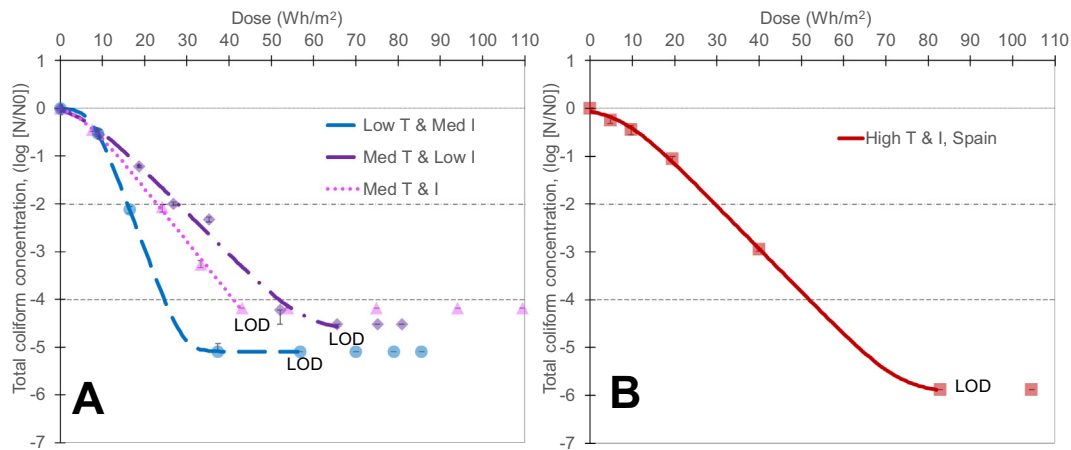 Dose (Wh/m²)
0 10 20 30 40 50 60 70 80 90 100 110
Total coliform concentration, (log [N/N0])
1
0
-1
-2
-3
-4
-5
-6
-7
Low T & Med I
Med T & Low I
Med T & I
LOD
LOD
LOD
A
Dose (Wh/m²)
0 10 20 30 40 50 60 70 80 90 100 110
Total coliform concentration, (log [N/N0])
1
0
-1
-2
-3
-4
-5
-6
-7
High T & I, Spain
LOD
B